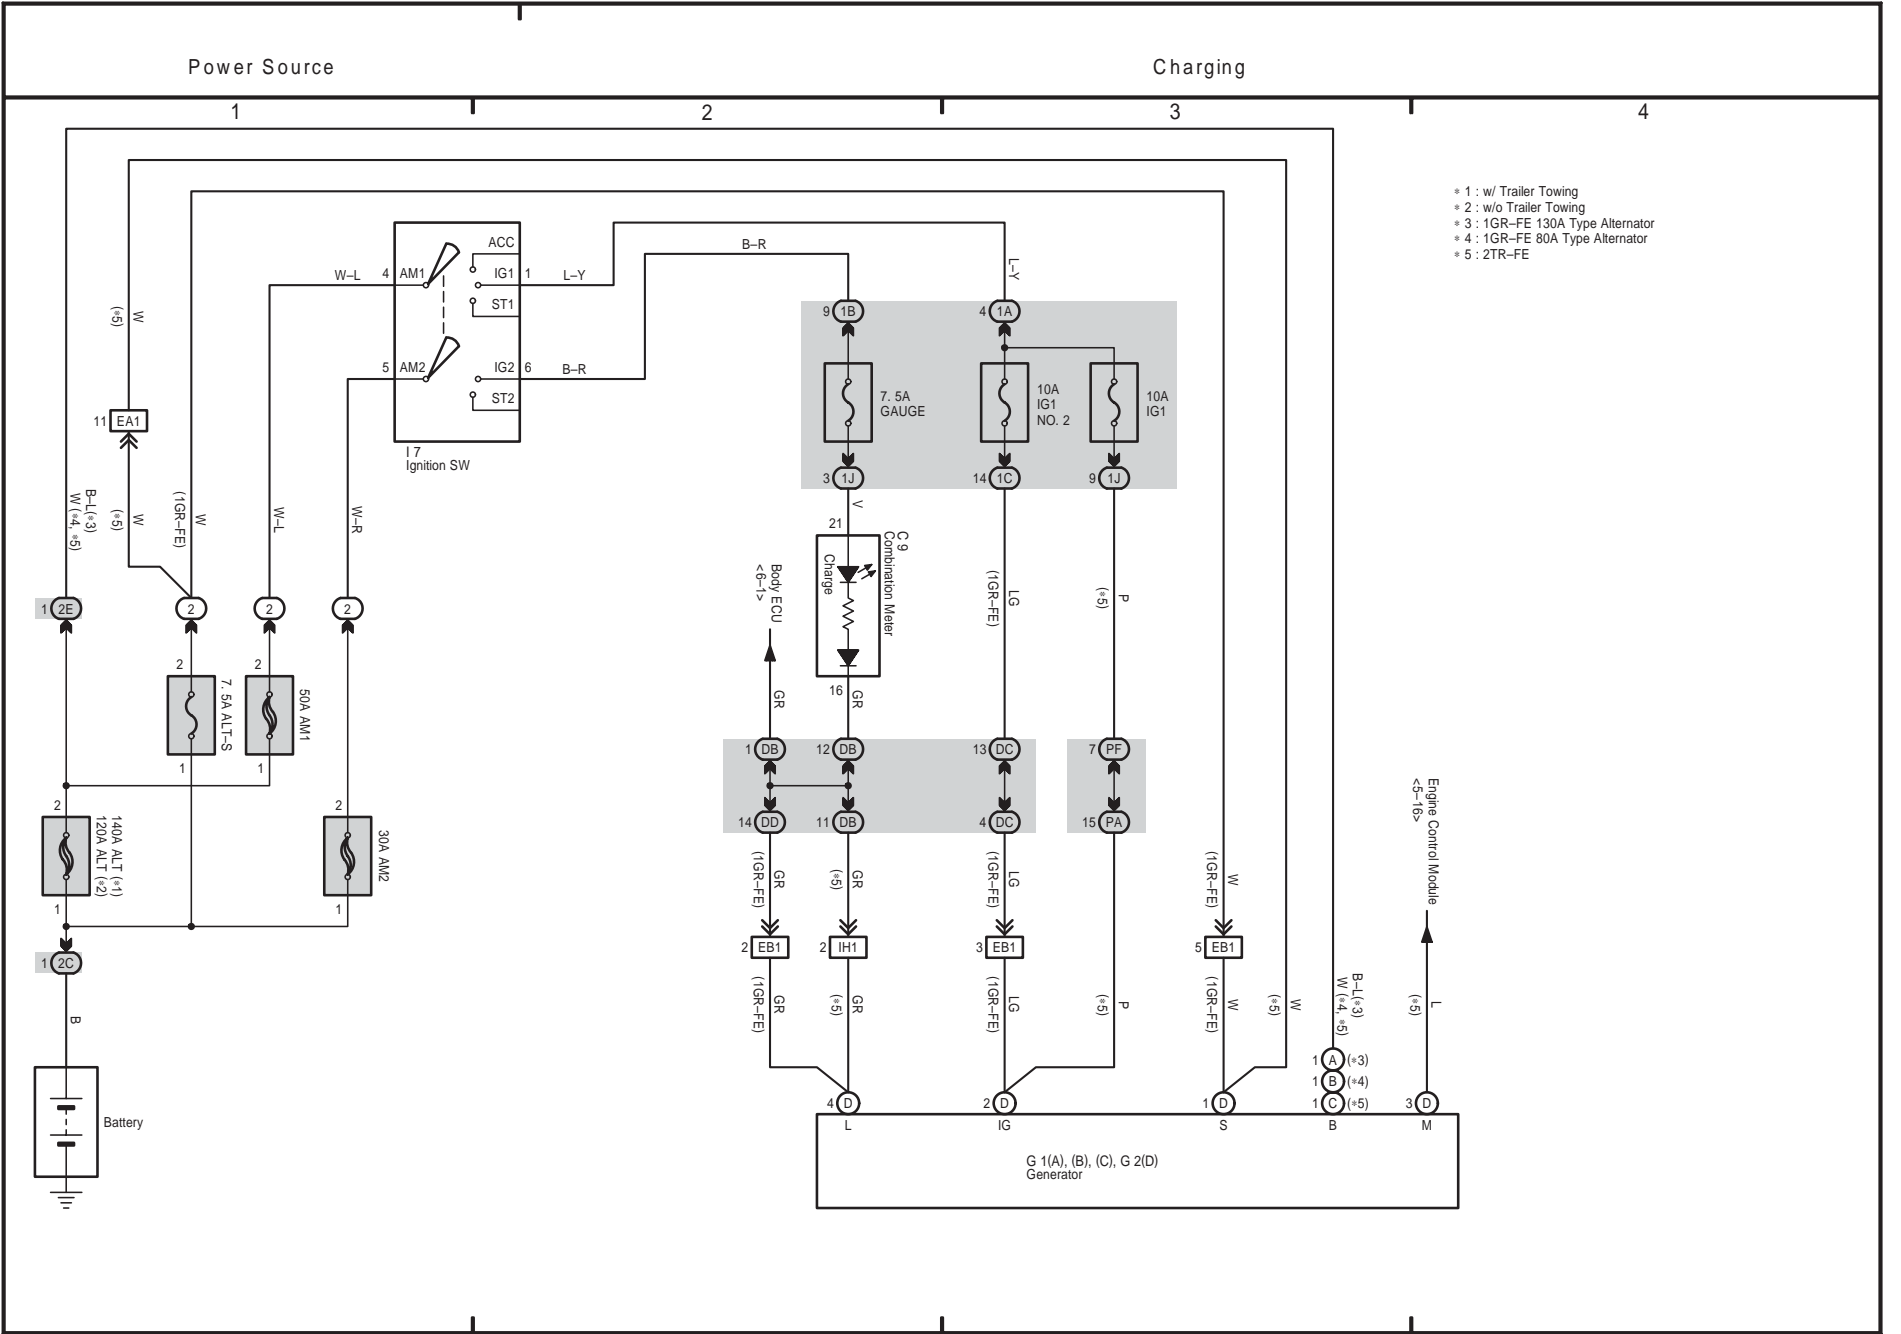 Power Source
Charging
1
2
3
4
* 1 : w/ Trailer Towing
* 2 : w/o Trailer Towing
* 3 : 1GR–FE 130A Type Alternator
* 4 : 1GR–FE 80A Type Alternator
* 5 : 2TR–FE
W
(*5)
11 EA1
W
(*5)
B–L(*3)
W (*4, *5)
W
(1GR–FE)
W–L
W–L
W–R
4 AM1
5 AM2
ACC
IG1 1
ST1
IG2 6
ST2
I 7
Ignition SW
L–Y
B–R
B–R
L–Y
9 1B
4 1A
7. 5A
GAUGE
10A
IG1
NO. 2
10A
IG1
3 1J
14 1C
9 1J
V
21
C 9
Combination Meter
Charge
16
Body ECU
<6–1>
GR
GR
LG
(1GR–FE)
P
(*5)
1 2E
2
2
2
2
7. 5A ALT–S
1
2
50A AM1
1
2
140A ALT (*1)
120A ALT (*2)
1
2
30A AM2
1
1 2C
B
Battery
1 DB
12 DB
13 DC
7 PF
14 DD
11 DB
4 DC
15 PA
GR
(1GR–FE)
GR
(*5)
LG
(1GR–FE)
W
(1GR–FE)
2 EB1
2 IH1
3 EB1
5 EB1
GR
(1GR–FE)
GR
(*5)
LG
(1GR–FE)
P
(*5)
W
(1GR–FE)
W
(*5)
B–L(*3)
W (*4, *5)
Engine Control Module
<5–16>
L
(*5)
1 A (*3)
1 B (*4)
4 D
2 D
1 D
1 C (*5)
3 D
L
IG
S
B
M
G 1(A), (B), (C), G 2(D)
Generator